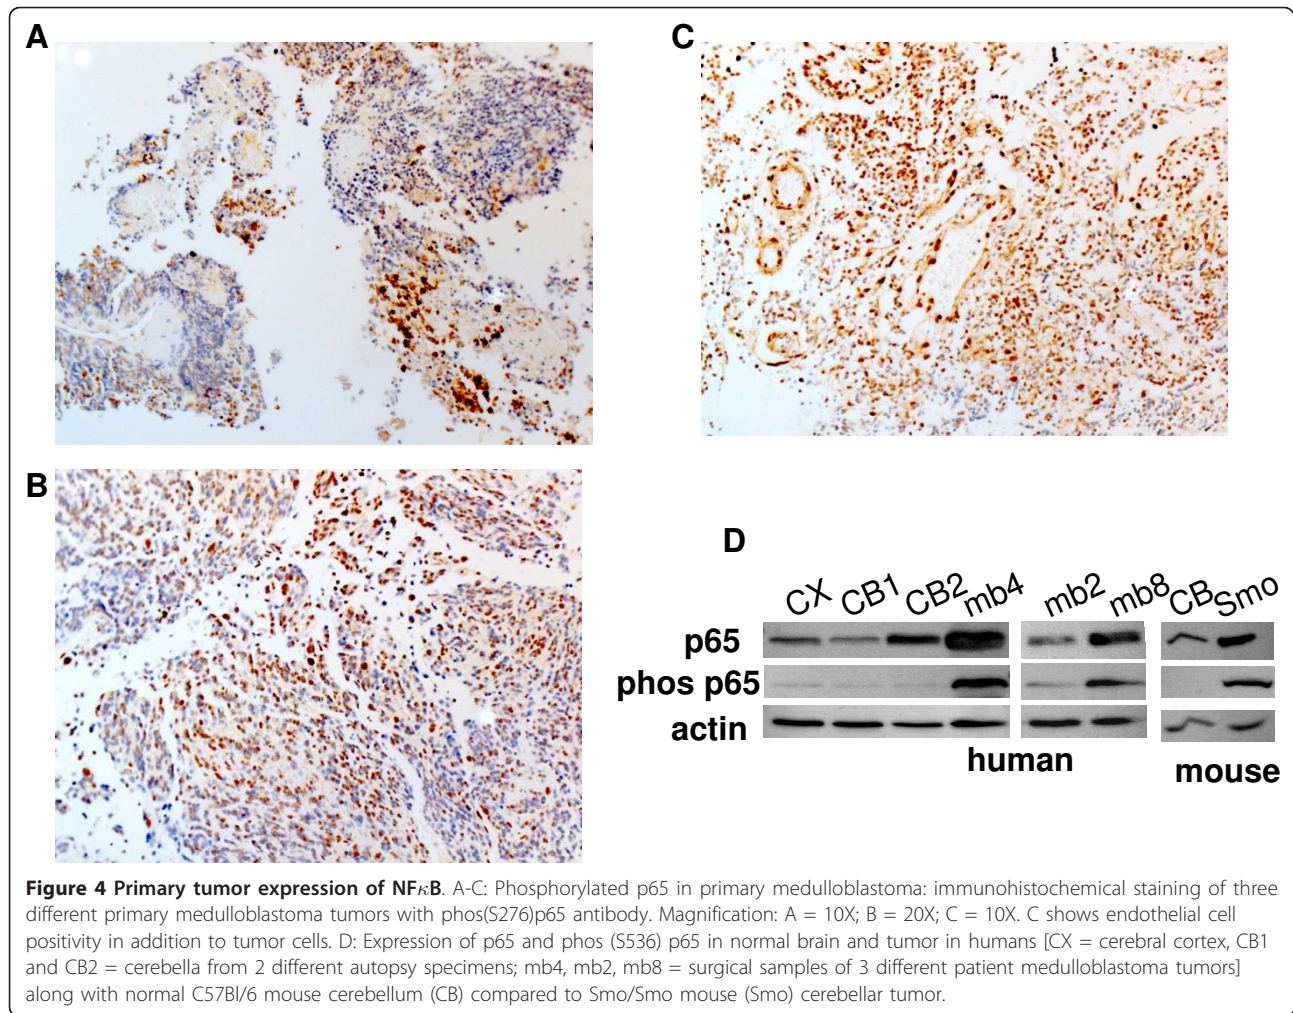 A
C
B
D
CX CB1 CB2 mb4 mb2 mb8 CB Smo
p65
phos p65
actin
human
mouse
Figure 4 Primary tumor expression of NFκB. A-C: Phosphorylated p65 in primary medulloblastoma: immunohistochemical staining of three
different primary medulloblastoma tumors with phos(S276)p65 antibody. Magnification: A = 10X; B = 20X; C = 10X. C shows endothelial cell
positivity in addition to tumor cells. D: Expression of p65 and phos (S536) p65 in normal brain and tumor in humans [CX = cerebral cortex, CB1
and CB2 = cerebella from 2 different autopsy specimens; mb4, mb2, mb8 = surgical samples of 3 different patient medulloblastoma tumors]
along with normal C57Bl/6 mouse cerebellum (CB) compared to Smo/Smo mouse (Smo) cerebellar tumor.